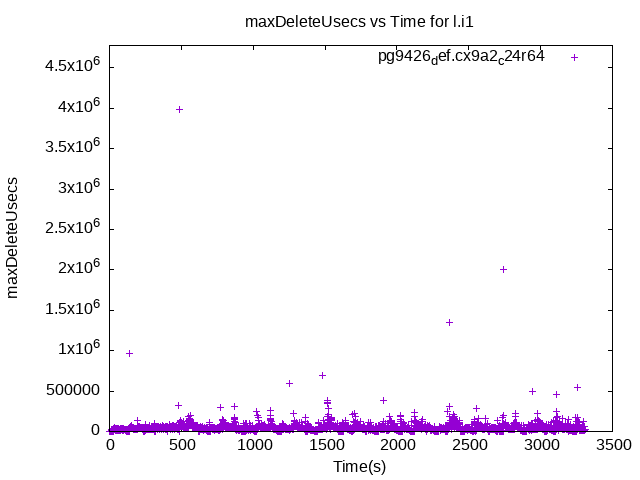 maxDeleteUsecs vs Time for l.i1
pg9426_def.cx9a2_c24r64
4.5x10^6
4x10^6
3.5x10^6
3x10^6
2.5x10^6
2x10^6
1.5x10^6
1x10^6
500000
0
maxDeleteUsecs
0 500 1000 1500 2000 2500 3000 3500
Time(s)